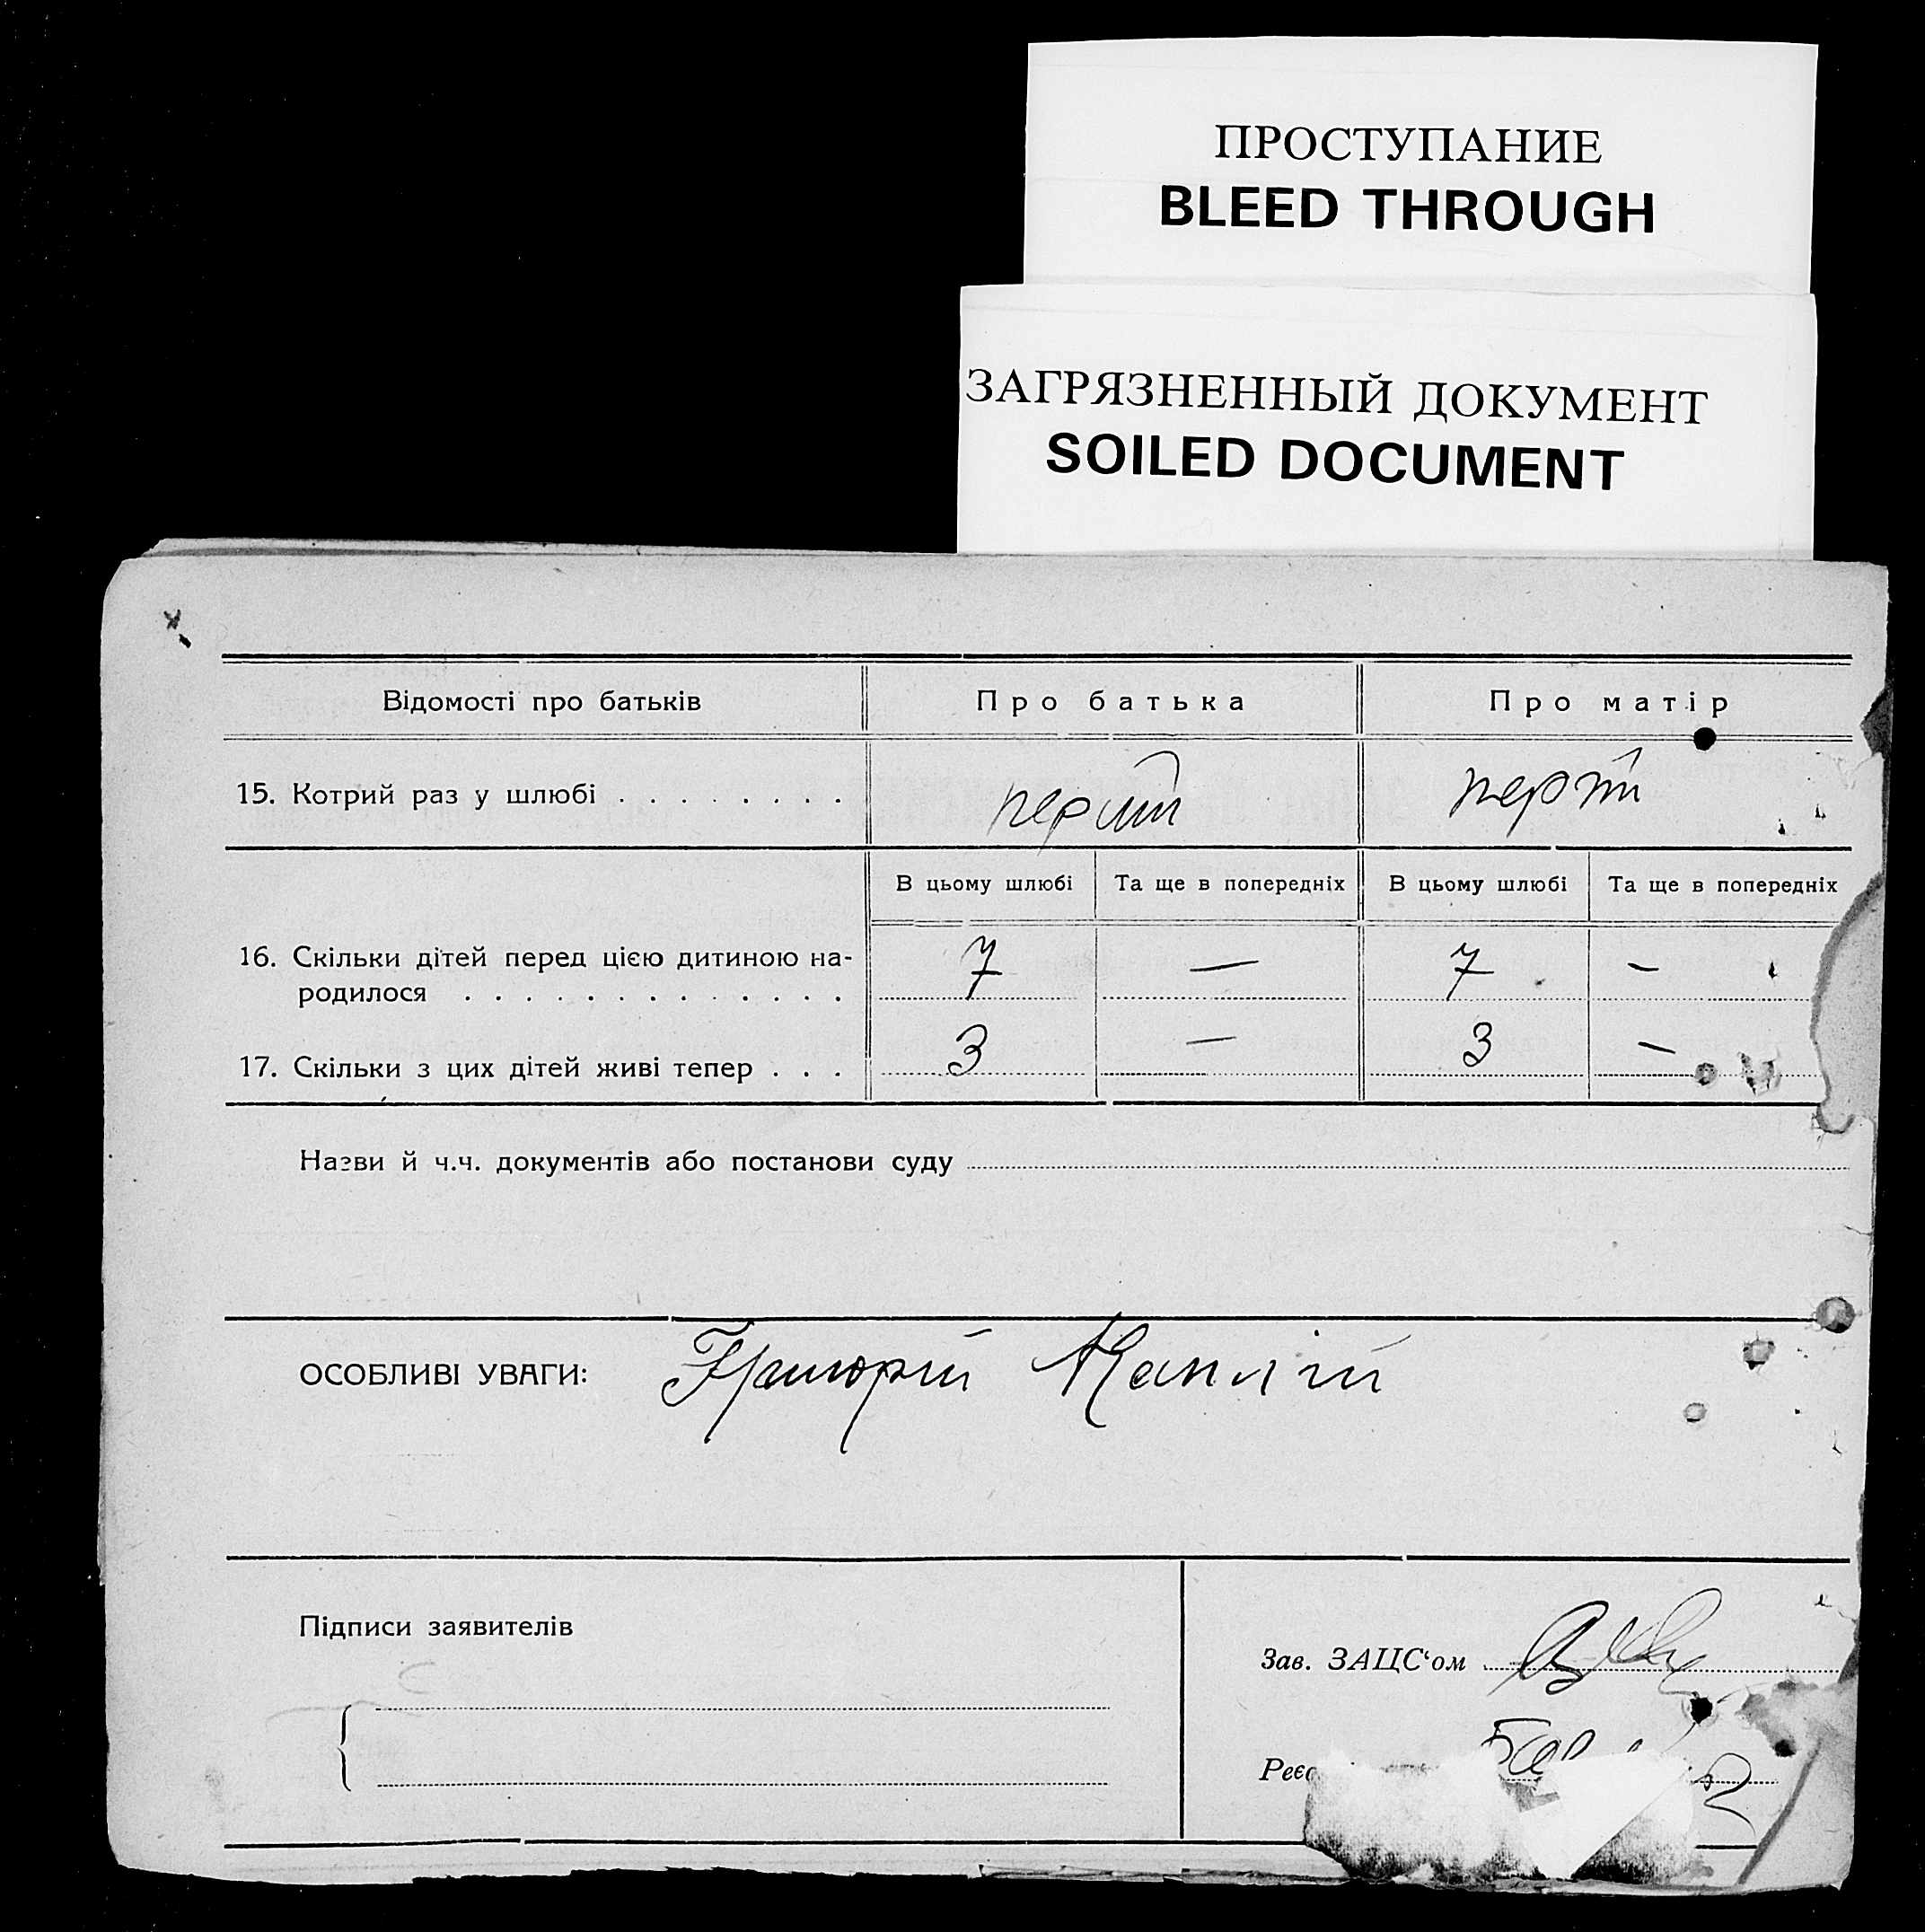 ПРОСТУПАНИЕ
BLEED THROUGH
ЗАГРЯЗНЕННЫЙ ДОКУМЕНТ
SOILED DOCUMENT
Відомості про батьків Про батька Про матір
15. Котрий раз у шлюбі . . . . . . . . перший перший
В цьому шлюбі Та ще в попередніх В цьому шлюбі Та ще в попередніх
16. Скільки дітей перед цією дитиною на-
родилося . . . . . . . . . . . . . 7 — 7 —
17. Скільки з цих дітей живі тепер . . . 3 — 3 —
Назви й ч.ч. документів або постанови суду
ОСОБЛИВІ УВАГИ: Григорій
Підписи заявителів
Зав. ЗАЦС‘ом